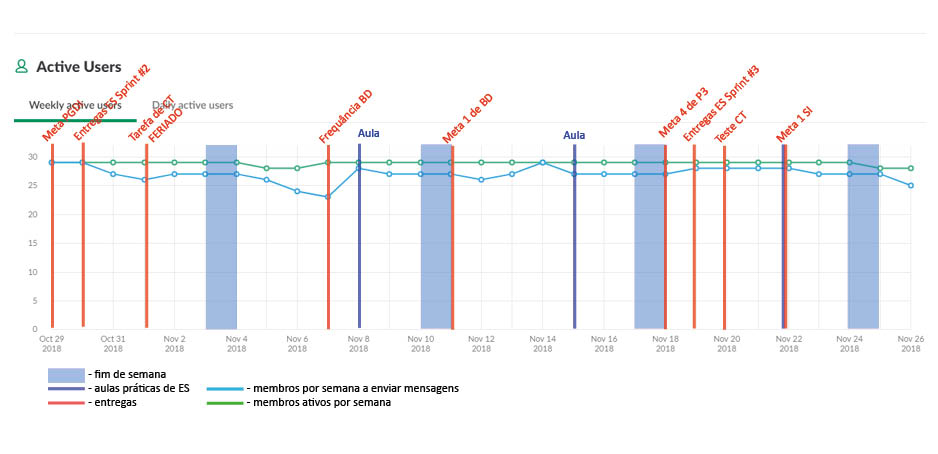 Active Users
Weekly active users
Daily active users
Meta PGDI
Entregas ES Sprint #2
Tarefa de CT
FERIADO
Frequância BD
Aula
Meta 1 de BD
Aula
Meta 4 de P3
Entregas ES Sprint #3
Teste CT
Meta 1 SI
30
25
20
15
10
5
0
Oct 29 2018
Oct 31 2018
Nov 2 2018
Nov 4 2018
Nov 6 2018
Nov 8 2018
Nov 10 2018
Nov 12 2018
Nov 14 2018
Nov 16 2018
Nov 18 2018
Nov 20 2018
Nov 22 2018
Nov 24 2018
Nov 26 2018
- fim de semana
- aulas práticas de ES
- membros por semana a enviar mensagens
- entregas
- membros ativos por semana